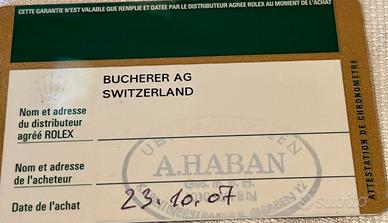 CETTE GARANTIE N'EST VALABLE QUE REMPLIE ET DATEE PAR LE DISTRIBUTEUR AGREE ROLEX AU MOMENT DE L'ACHAT
BUCHERER AG
SWITZERLAND
Nom et adresse
du distributeur
agréé ROLEX
A.HABAN
Ges. m. b. H.
Nom et adresse
de l'acheteur
Date de l'achat
23.10.07
ATTESTATION DE CHRONOMETRE
subito